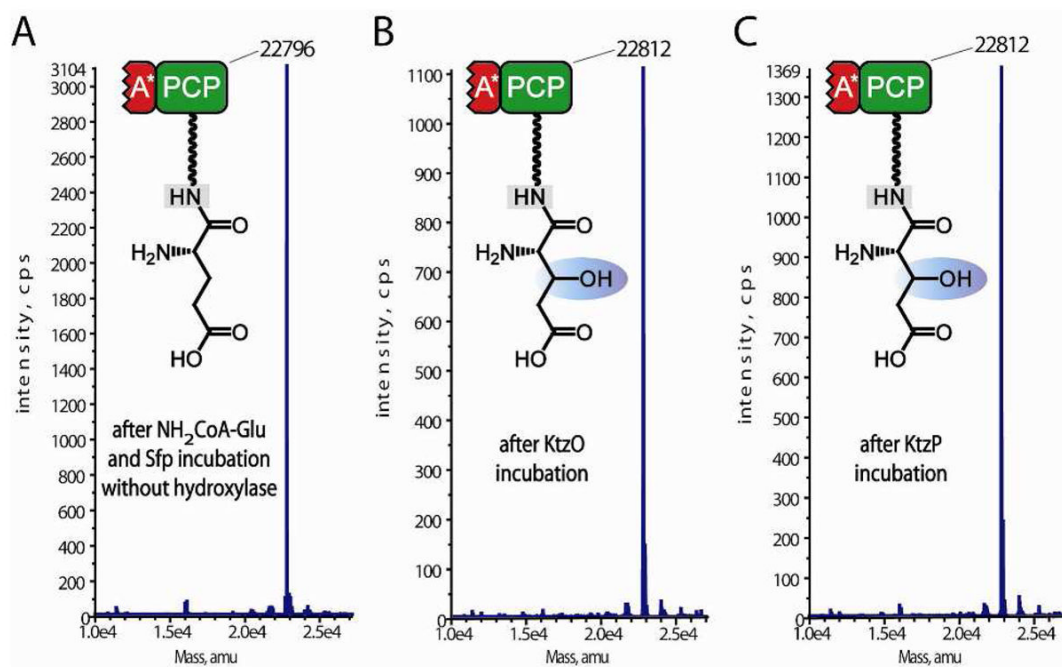 A
22796
A* PCP
HN
O
H₂N
O
HO
after NH₂CoA-Glu
and Sfp incubation
without hydroxylase
intensity, cps
3104
3000
2800
2600
2400
2200
2000
1800
1600
1400
1200
1000
800
600
400
200
0
1.0e4 1.5e4 2.0e4 2.5e4
Mass, amu
B
22812
A* PCP
HN
O
H₂N
OH
O
HO
after KtzO
incubation
intensity, cps
1100
1000
900
800
700
600
500
400
300
200
100
0
1.0e4 1.5e4 2.0e4 2.5e4
Mass, amu
C
22812
A* PCP
HN
O
H₂N
OH
O
HO
after KtzP
incubation
intensity, cps
1369
1300
1200
1100
1000
900
800
700
600
500
400
300
200
100
0
1.0e4 1.5e4 2.0e4 2.5e4
Mass, amu